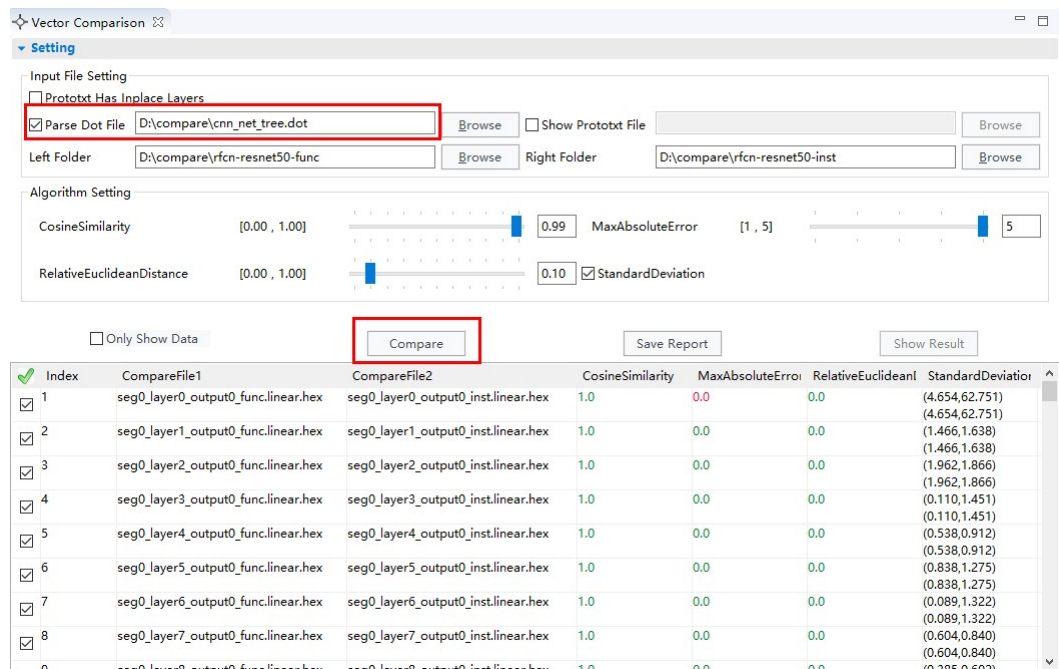 Vector Comparison
Setting
Input File Setting
Prototxt Has Inplace Layers
Parse Dot File D:\compare\cnn_net_tree.dot Browse Show Prototxt File Browse
Left Folder D:\compare\rfcn-resnet50-func Browse Right Folder D:\compare\rfcn-resnet50-inst Browse
Algorithm Setting
CosineSimilarity [0.00 , 1.00] 0.99 MaxAbsoluteError [1 , 5] 5
RelativeEuclideanDistance [0.00 , 1.00] 0.10 StandardDeviation
Only Show Data Compare Save Report Show Result
Index CompareFile1 CompareFile2 CosineSimilarity MaxAbsoluteErro RelativeEuclidean StandardDeviation
1 seg0_layer0_output0_func.linear.hex seg0_layer0_output0_inst.linear.hex 1.0 0.0 0.0 (4.654,62.751)
(4.654,62.751)
2 seg0_layer1_output0_func.linear.hex seg0_layer1_output0_inst.linear.hex 1.0 0.0 0.0 (1.466,1.638)
(1.466,1.638)
3 seg0_layer2_output0_func.linear.hex seg0_layer2_output0_inst.linear.hex 1.0 0.0 0.0 (1.962,1.866)
(1.962,1.866)
4 seg0_layer3_output0_func.linear.hex seg0_layer3_output0_inst.linear.hex 1.0 0.0 0.0 (0.110,1.451)
(0.110,1.451)
5 seg0_layer4_output0_func.linear.hex seg0_layer4_output0_inst.linear.hex 1.0 0.0 0.0 (0.538,0.912)
(0.538,0.912)
6 seg0_layer5_output0_func.linear.hex seg0_layer5_output0_inst.linear.hex 1.0 0.0 0.0 (0.838,1.275)
(0.838,1.275)
7 seg0_layer6_output0_func.linear.hex seg0_layer6_output0_inst.linear.hex 1.0 0.0 0.0 (0.089,1.322)
(0.089,1.322)
8 seg0_layer7_output0_func.linear.hex seg0_layer7_output0_inst.linear.hex 1.0 0.0 0.0 (0.604,0.840)
(0.604,0.840)